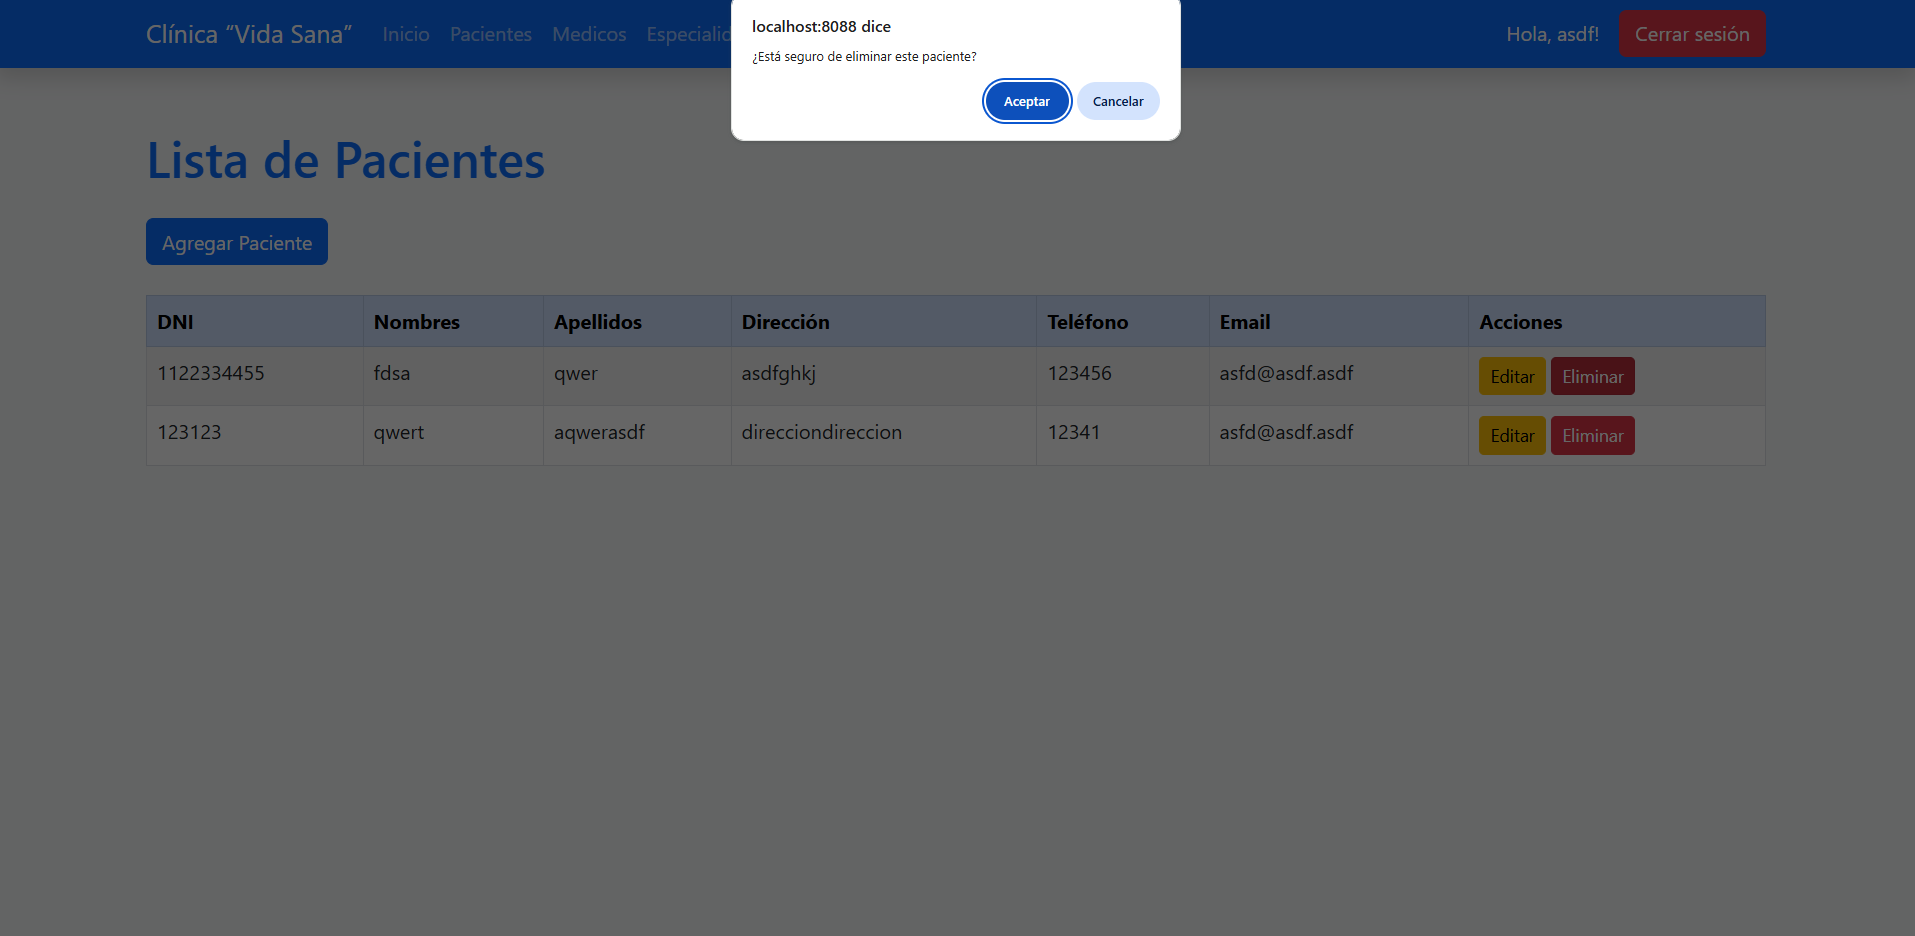 localhost:8088 dice
¿Está seguro de eliminar este paciente?
Aceptar Cancelar
Clínica “Vida Sana” Inicio Pacientes Medicos Especialid Hola, asdf! Cerrar sesión
Lista de Pacientes
Agregar Paciente
DNI Nombres Apellidos Dirección Teléfono Email Acciones
1122334455 fdsa qwer asdfghkj 123456 asfd@asdf.asdf Editar Eliminar
123123 qwert aqwerasdf direcciondireccion 12341 asfd@asdf.asdf Editar Eliminar